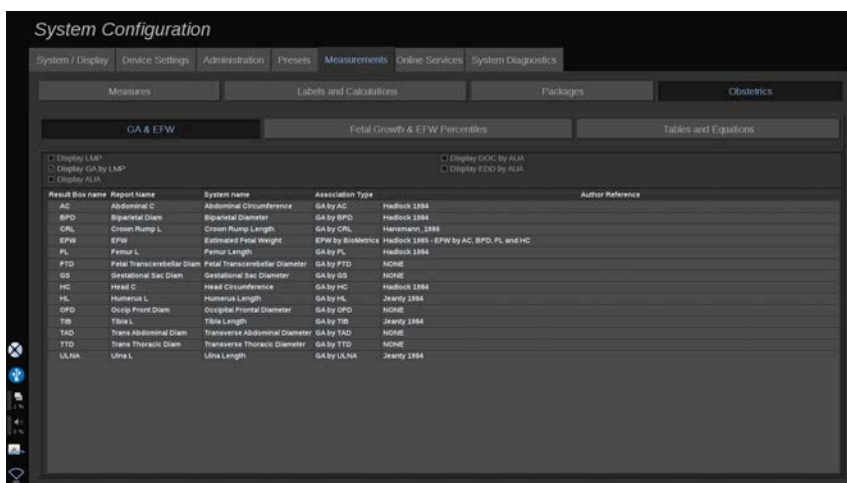 System Configuration
System / Display Device Settings Administration Presets Measurements Online Services System Diagnostics
Measures Labels and Calculations Packages Obstetrics
GA & EFW Fetal Growth & EFW Percentiles Tables and Equations
Display LMP Display DOC by AUA
Display GA by LMP Display EDD by AUA
Display AUA
Result Box name Report Name System name Association Type Author Reference
AC Abdominal C Abdominal Circumference GA by AC Hadlock 1984
BPD Biparietal Diam Biparietal Diameter GA by BPD Hadlock 1984
CRL Crown Rump L Crown Rump Length GA by CRL Hansmann_1986
EFW EFW Estimated Fetal Weight EFW by BioMetrics Hadlock 1985 - EFW by AC, BPD, FL and HC
FL Femur L Femur Length GA by FL Hadlock 1984
FTD Fetal Transcerebellar Diam Fetal Transcerebellar Diameter GA by FTD NONE
GS Gestational Sac Diam Gestational Sac Diameter GA by GS NONE
HC Head C Head Circumference GA by HC Hadlock 1984
HL Humerus L Humerus Length GA by HL Jeanty 1984
OFD Occip Front Diam Occipital Frontal Diameter GA by OFD NONE
TIB Tibia L Tibia Length GA by TIB Jeanty 1984
TAD Trans Abdominal Diam Transverse Abdominal Diameter GA by TAD NONE
TTD Trans Thoracic Diam Transverse Thoracic Diameter GA by TTD NONE
ULNA Ulna L Ulna Length GA by ULNA Jeanty 1984